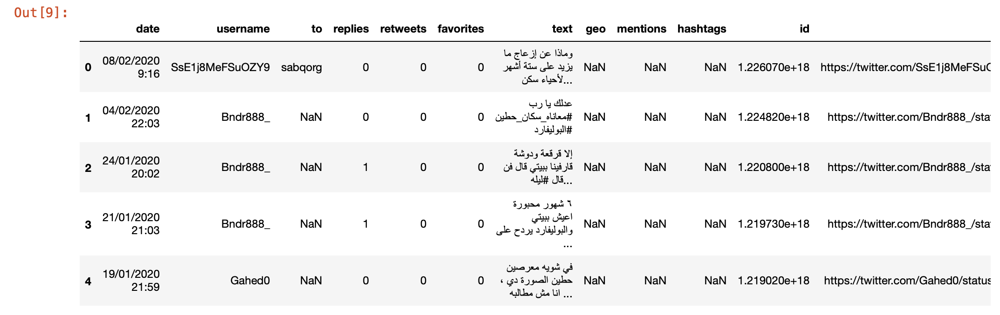 Out[9]:
date username to replies retweets favorites text geo mentions hashtags id
0 08/02/2020 9:16 SsE1j8MeFSuOZY9 sabqorg 0 0 0 وماذا عن إزعاج ما
يزيد على ستة أشهر
لأحياء سكن...
NaN NaN NaN 1.226070e+18 https://twitter.com/SsE1j8MeFSuO
1 04/02/2020 22:03 Bndr888_ NaN 0 0 0 عدلك يا رب
#معاناه_سكان_حطين
#البوليفارد
NaN NaN NaN 1.224820e+18 https://twitter.com/Bndr888_/sta
2 24/01/2020 20:02 Bndr888_ NaN 1 0 0 إلا قرقعة ودوشة
قارفينا ببيتي قال فن
قال #ليله...
NaN NaN NaN 1.220800e+18 https://twitter.com/Bndr888_/sta
3 21/01/2020 21:03 Bndr888_ NaN 1 0 0 ٦ شهور مجبورة
اعيش ببيتي
والبوليفارد يردح على
...
NaN NaN NaN 1.219730e+18 https://twitter.com/Bndr888_/sta
4 19/01/2020 21:59 Gahed0 NaN 0 0 0 في شويه معرصين
حطين الصورة دي ،
انا مش مطالبه ...
NaN NaN NaN 1.219020e+18 https://twitter.com/Gahed0/status